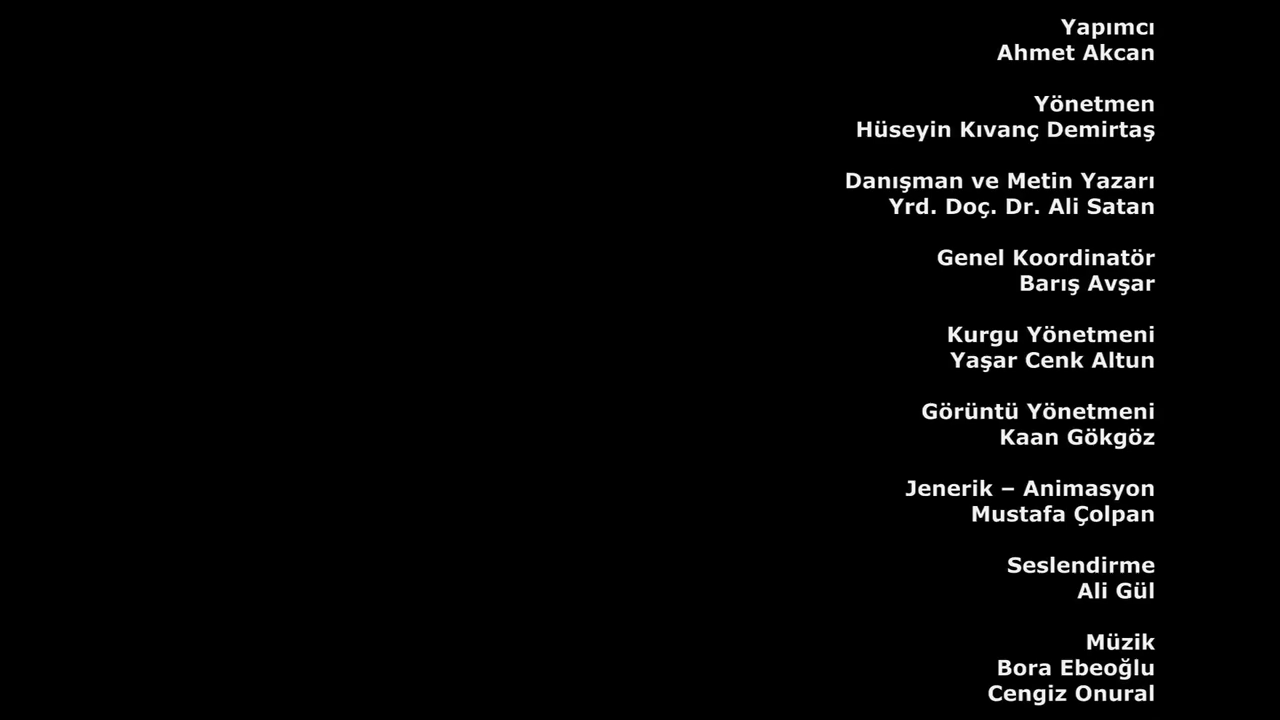 Yapımcı
Ahmet Akcan
Yönetmen
Hüseyin Kıvanç Demirtaş
Danışman ve Metin Yazarı
Yrd. Doç. Dr. Ali Satan
Genel Koordinatör
Barış Avşar
Kurgu Yönetmeni
Yaşar Cenk Altun
Görüntü Yönetmeni
Kaan Gökgöz
Jenerik – Animasyon
Mustafa Çolpan
Seslendirme
Ali Gül
Müzik
Bora Ebeoğlu
Cengiz Onural